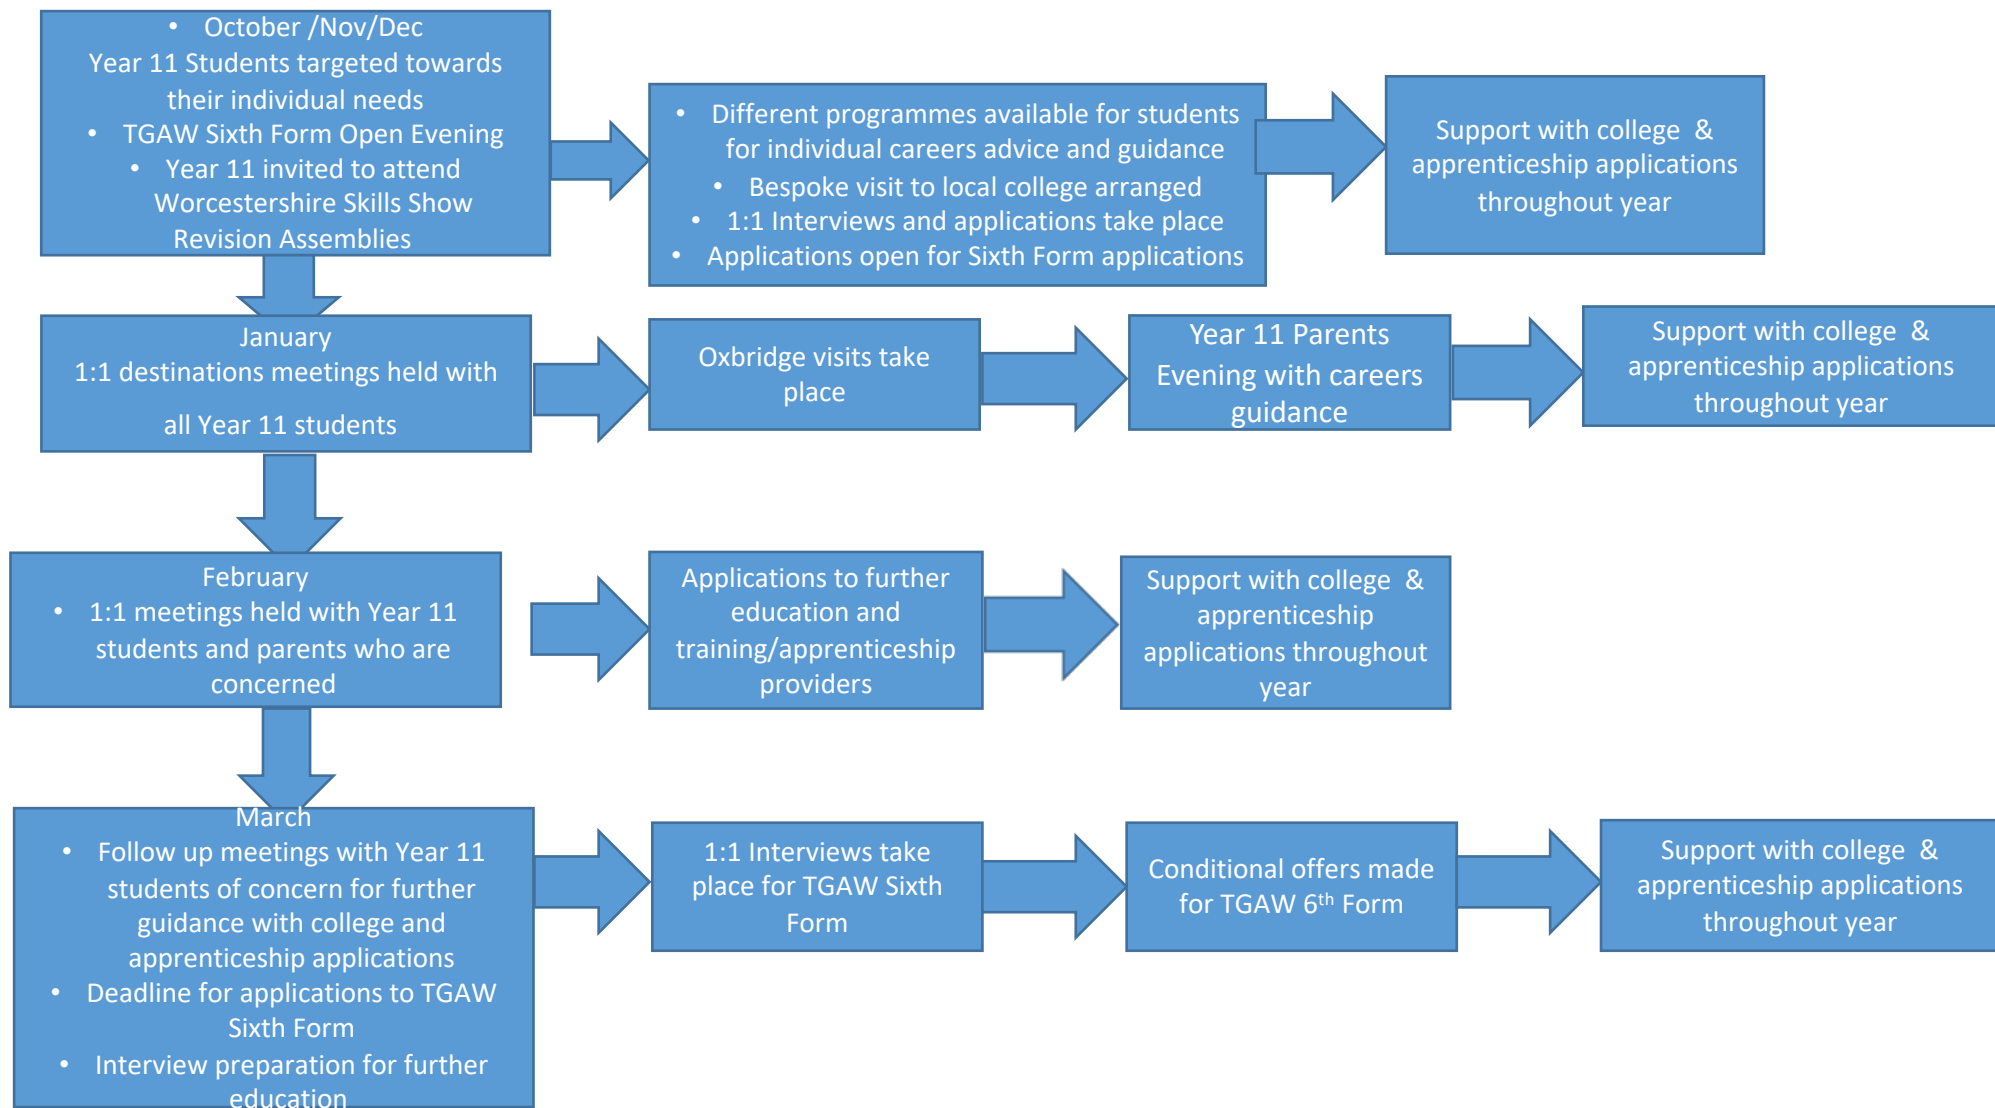 • October /Nov/Dec
Year 11 Students targeted towards
their individual needs
• TGAW Sixth Form Open Evening
• Year 11 invited to attend
Worcestershire Skills Show
Revision Assemblies
• Different programmes available for students
for individual careers advice and guidance
• Bespoke visit to local college arranged
• 1:1 Interviews and applications take place
• Applications open for Sixth Form applications
Support with college &
apprenticeship applications
throughout year
January
1:1 destinations meetings held with
all Year 11 students
Oxbridge visits take
place
Year 11 Parents
Evening with careers
guidance
Support with college &
apprenticeship applications
throughout year
February
• 1:1 meetings held with Year 11
students and parents who are
concerned
Applications to further
education and
training/apprenticeship
providers
Support with college &
apprenticeship
applications throughout
year
March
• Follow up meetings with Year 11
students of concern for further
guidance with college and
apprenticeship applications
• Deadline for applications to TGAW
Sixth Form
• Interview preparation for further
education
1:1 Interviews take
place for TGAW Sixth
Form
Conditional offers made
for TGAW 6th Form
Support with college &
apprenticeship applications
throughout year